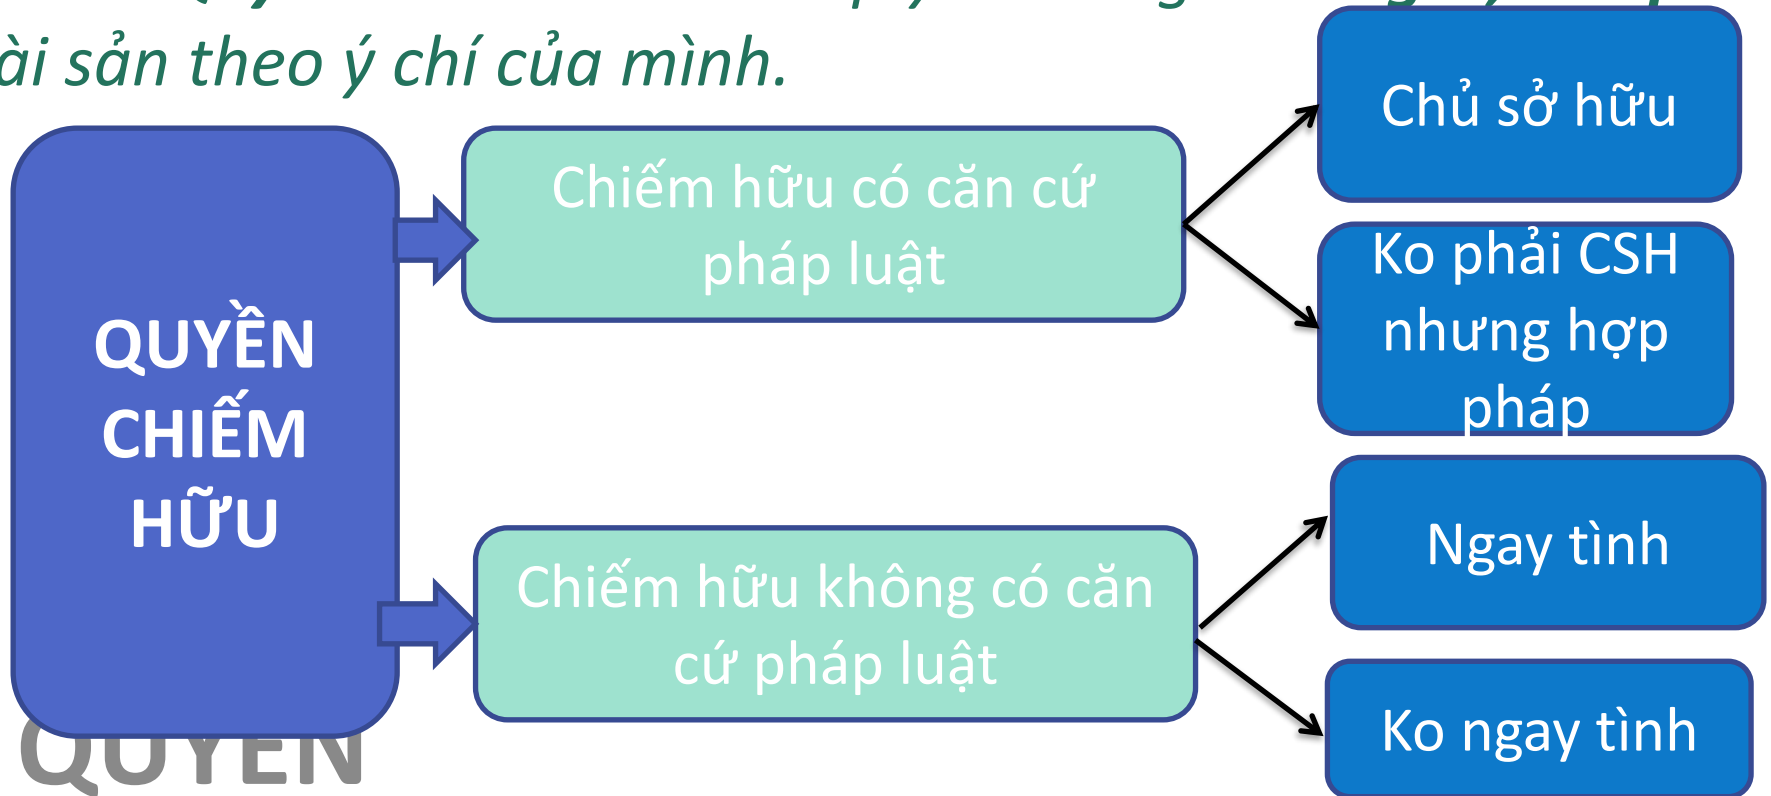 ài sản theo ý chí của mình.
QUYỀN
CHIẾM
HỮU
Chiếm hữu có căn cứ
pháp luật
Chủ sở hữu
Ko phải CSH
nhưng hợp
pháp
Chiếm hữu không có căn
cứ pháp luật
Ngay tình
Ko ngay tình
QUYEN